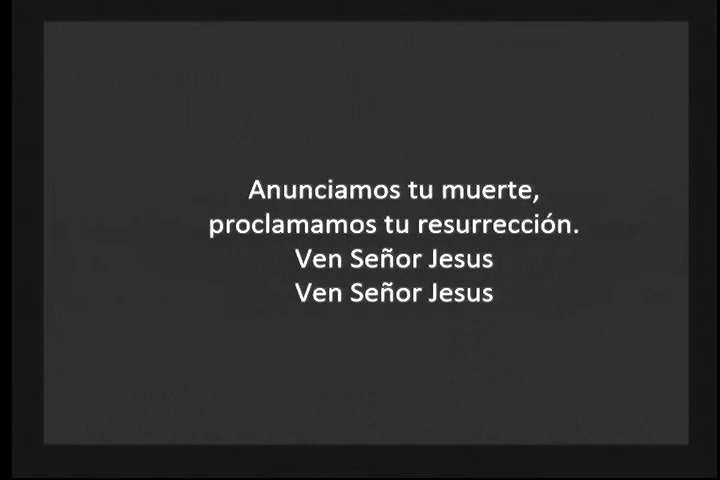 Anunciamos tu muerte,
proclamamos tu resurrección.
Ven Señor Jesus
Ven Señor Jesus